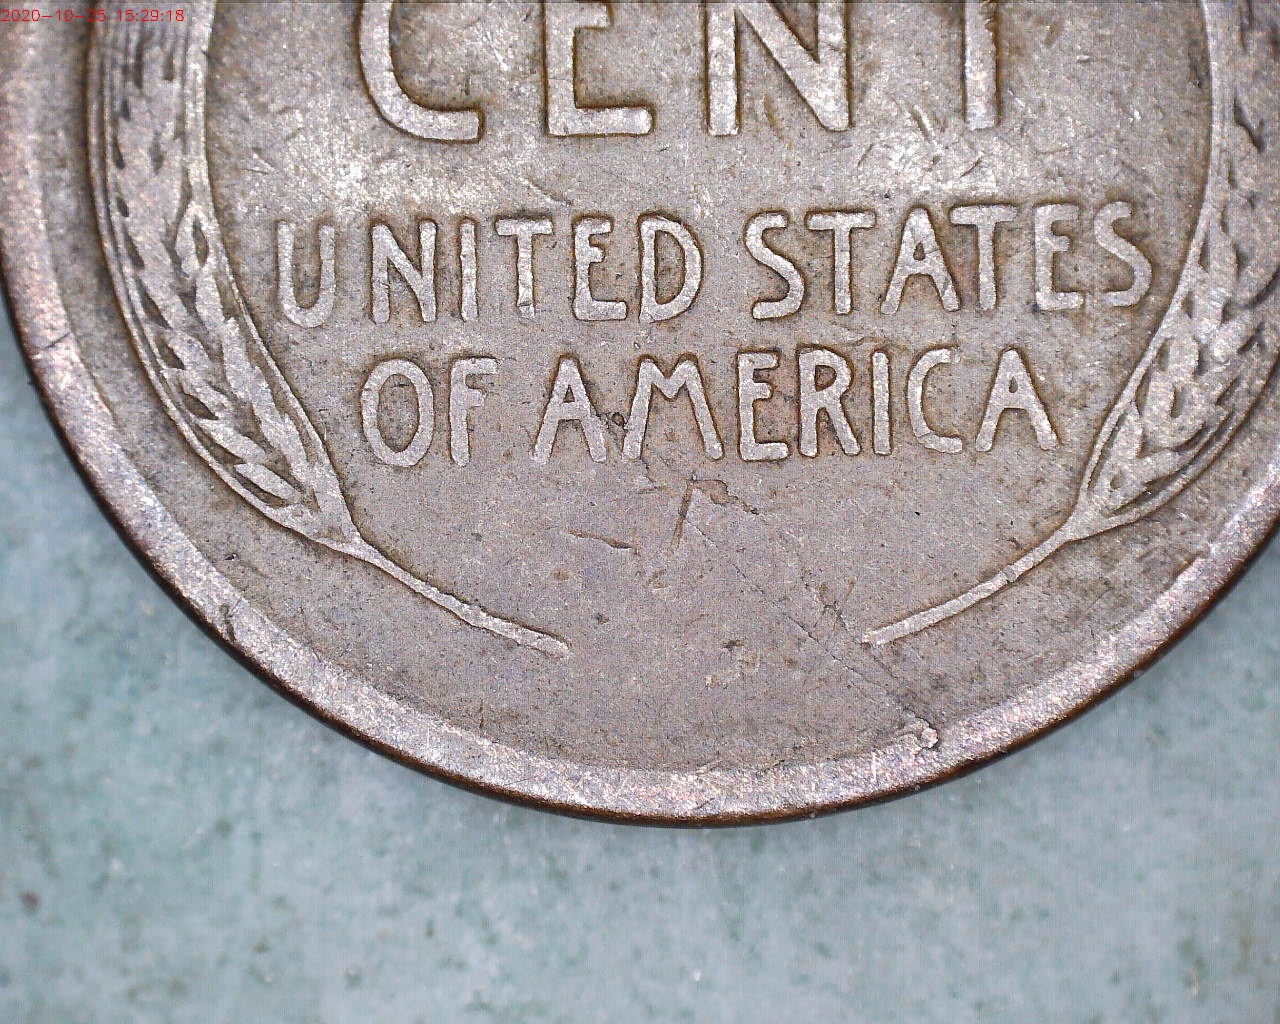 2020-10-25 15:29:18
CENT
UNITED STATES
OF AMERICA